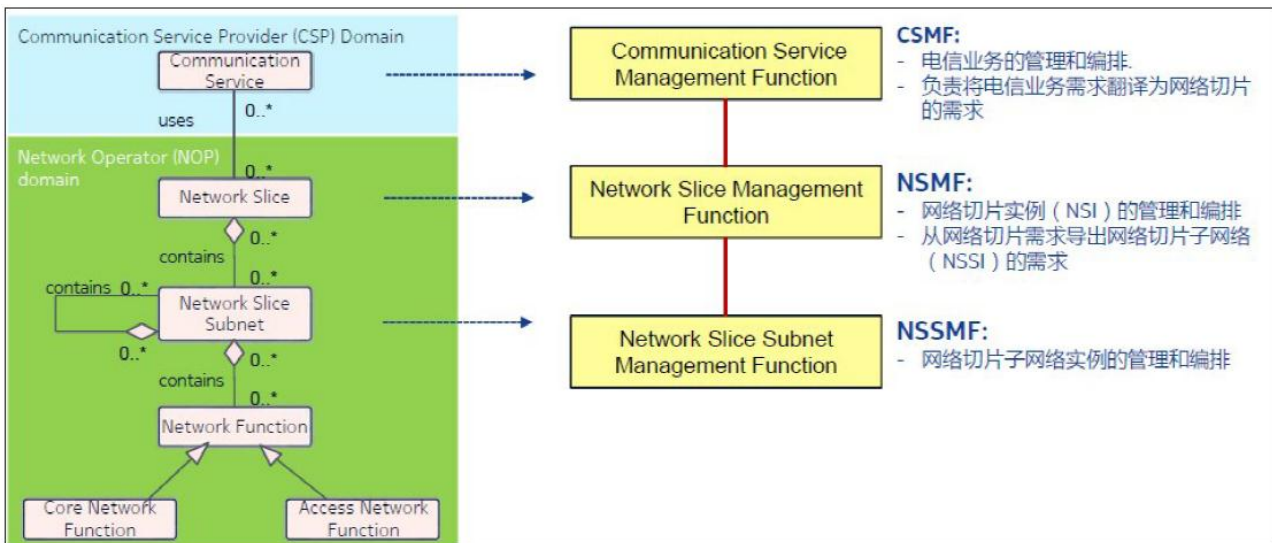 Communication Service Provider (CSP) Domain
Communication
Service
0..*
uses
Network Operator (NOP)
domain
0..*
Network Slice
0..*
contains
0..*
contains 0..*
Network Slice
Subnet
0..*
0..*
contains
0..*
Network Function
Core Network
Function
Access Network
Function
Communication Service
Management Function
Network Slice Management
Function
Network Slice Subnet
Management Function
CSMF:
- 电信业务的管理和编排.
- 负责将电信业务需求翻译为网络切片
的需求
NSMF:
- 网络切片实例（NSI）的管理和编排
- 从网络切片需求导出网络切片子网络
（NSSI）的需求
NSSMF:
- 网络切片子网络实例的管理和编排